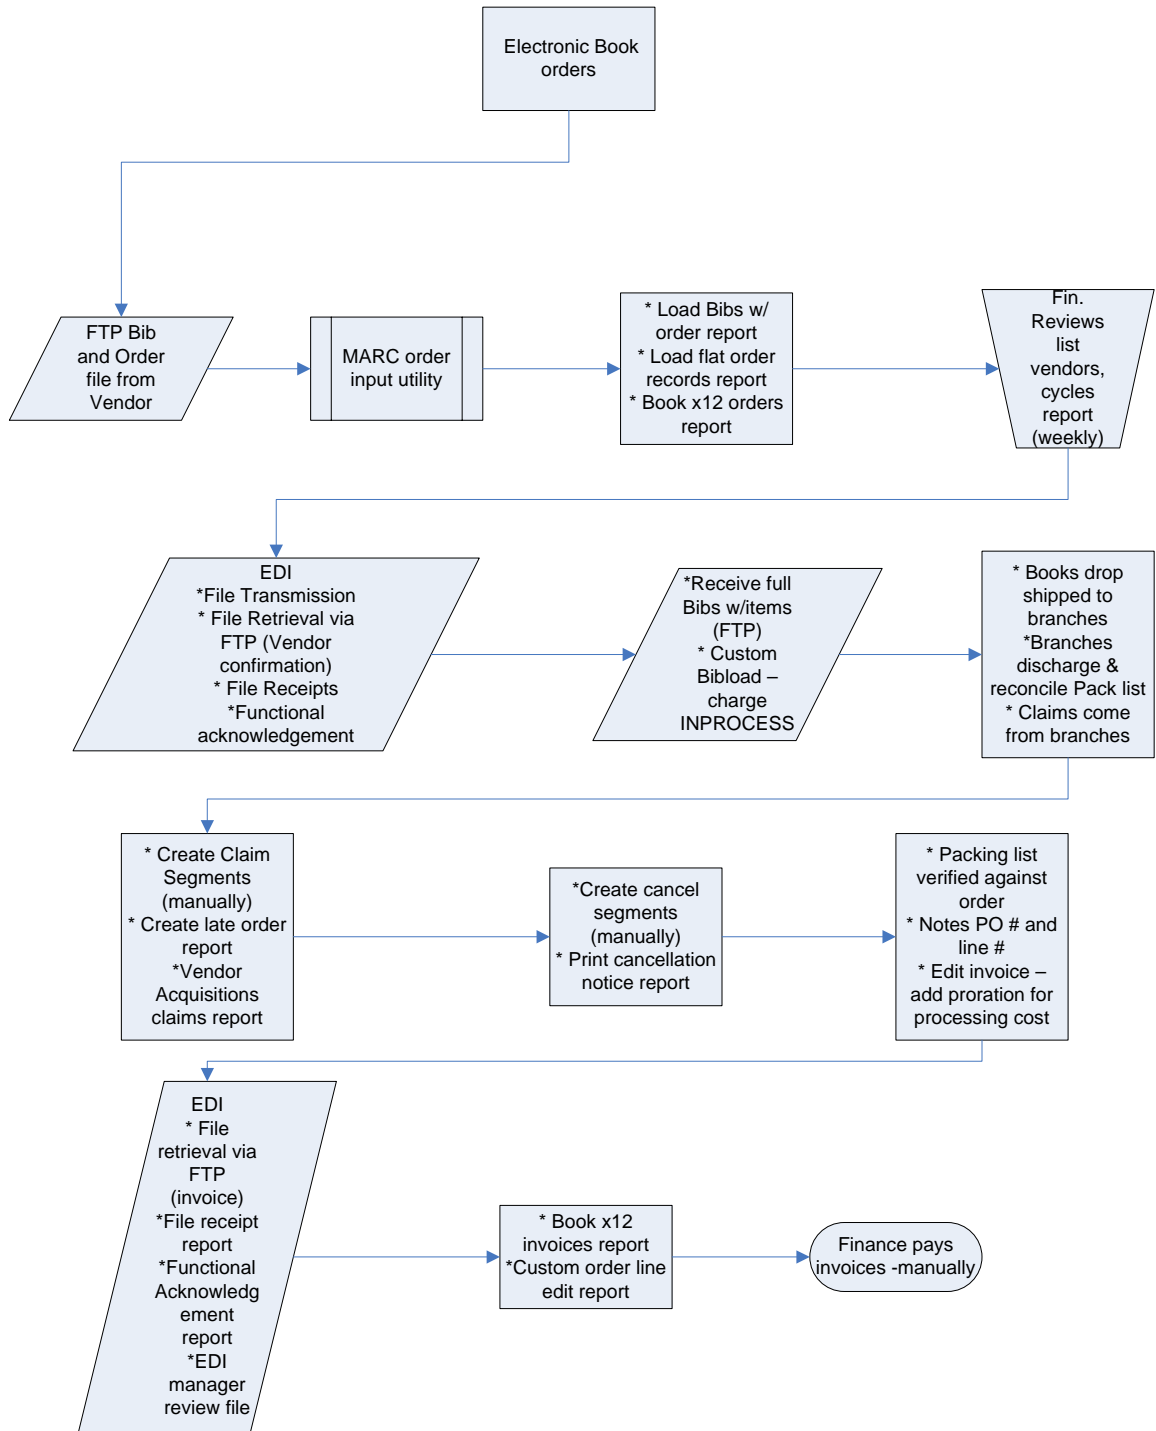 Electronic Book
orders
FTP Bib
and Order
file from
Vendor
MARC order
input utility
* Load Bibs w/
order report
* Load flat order
records report
* Book x12 orders
report
Fin.
Reviews
list
vendors,
cycles
report
(weekly)
EDI
*File Transmission
* File Retrieval via
FTP (Vendor
confirmation)
* File Receipts
*Functional
acknowledgement
*Receive full
Bibs w/items
(FTP)
* Custom
Bibload –
charge
INPROCESS
* Books drop
shipped to
branches
*Branches
discharge &
reconcile Pack list
* Claims come
from branches
* Create Claim
Segments
(manually)
* Create late order
report
*Vendor
Acquisitions
claims report
*Create cancel
segments
(manually)
* Print cancellation
notice report
* Packing list
verified against
order
* Notes PO # and
line #
* Edit invoice –
add proration for
processing cost
EDI
* File
retrieval via
FTP
(invoice)
*File receipt
report
*Functional
Acknowledg
ement
report
*EDI
manager
review file
* Book x12
invoices report
*Custom order line
edit report
Finance pays
invoices -manually